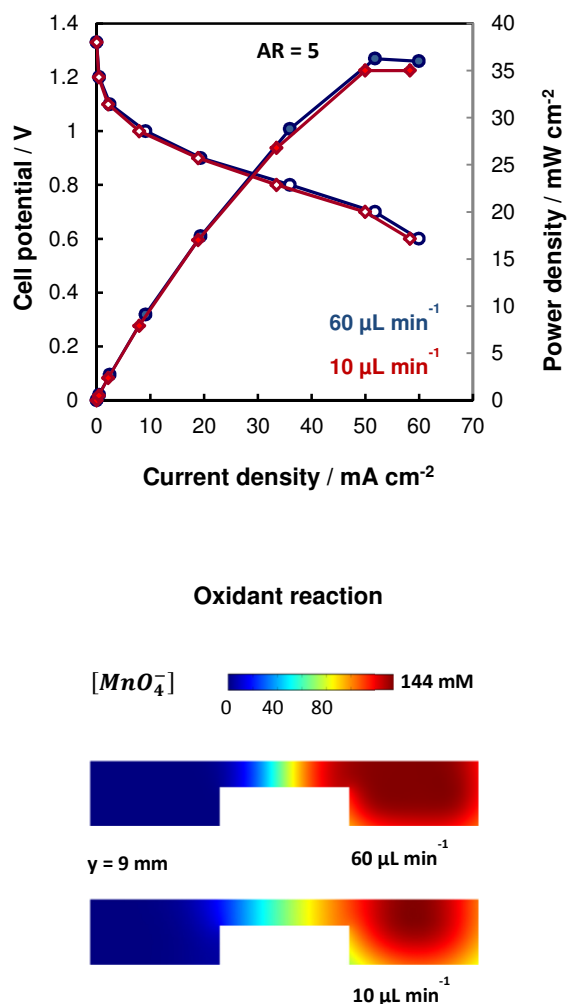 AR = 5
1.4
1.2
1
0.8
0.6
0.4
0.2
0
Cell potential / V
40
35
30
25
20
15
10
5
0
Power density / mW cm-2
60 µL min-1
10 µL min-1
0 10 20 30 40 50 60 70
Current density / mA cm-2
Oxidant reaction
[MnO4−] 144 mM
0 40 80
y = 9 mm 60 µL min-1
10 µL min-1